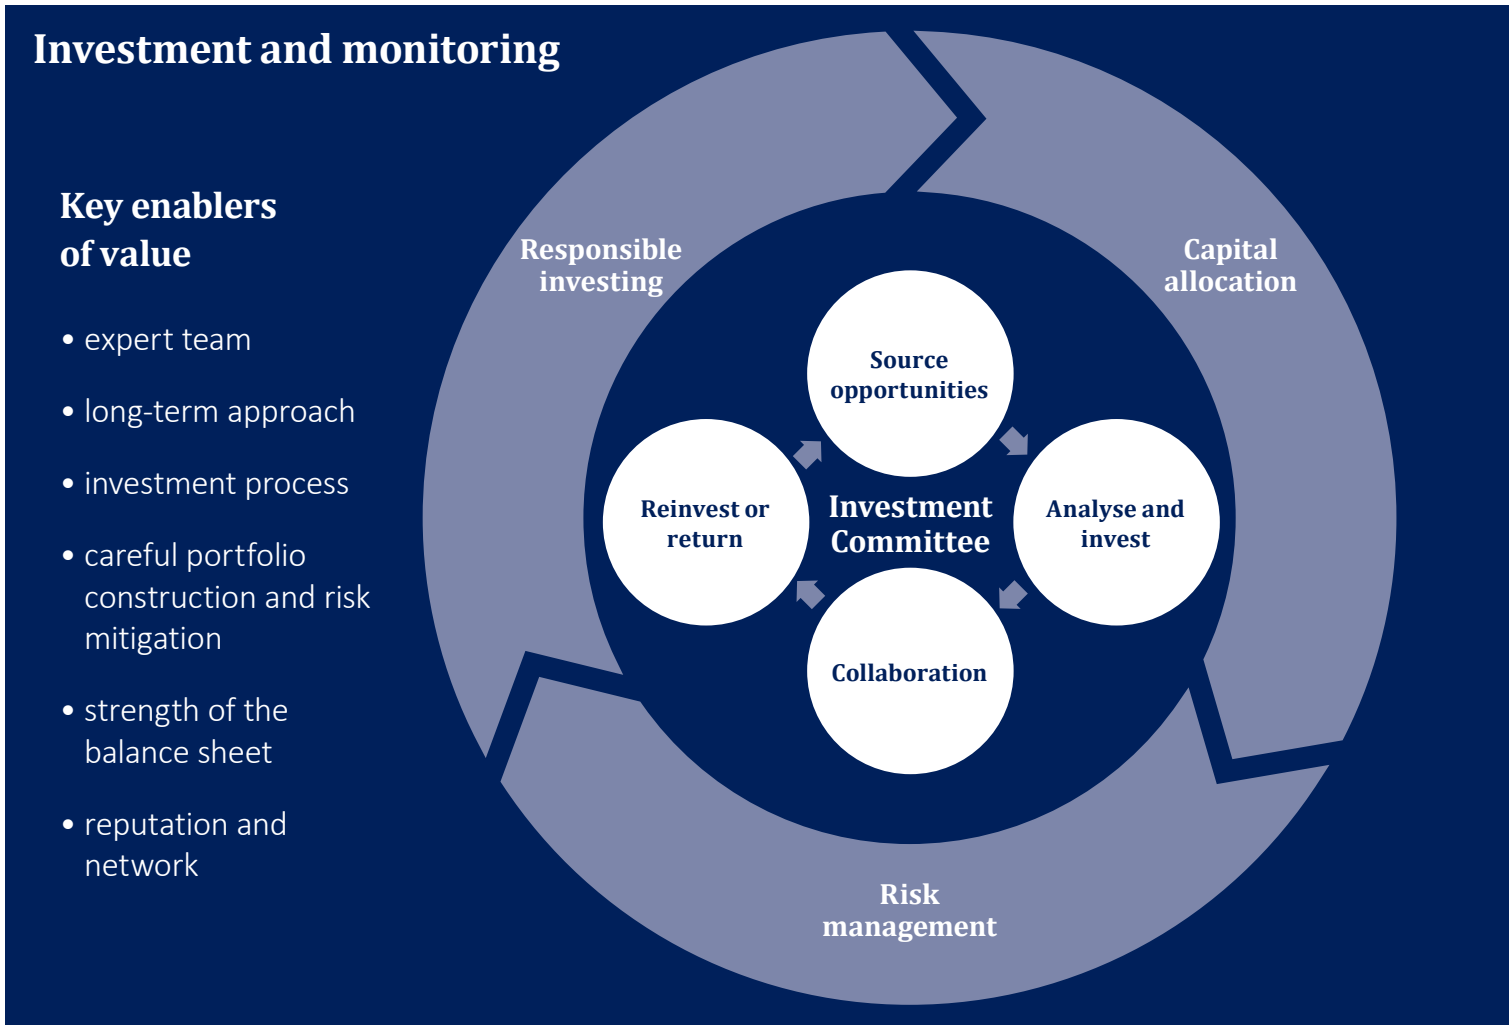 Investment and monitoring
Key enablers
of value
• expert team
• long-term approach
• investment process
• careful portfolio
construction and risk
mitigation
• strength of the
balance sheet
• reputation and
network
Responsible
investing
Capital
allocation
Source
opportunities
Reinvest or
return
Investment
Committee
Analyse and
invest
Collaboration
Risk
management